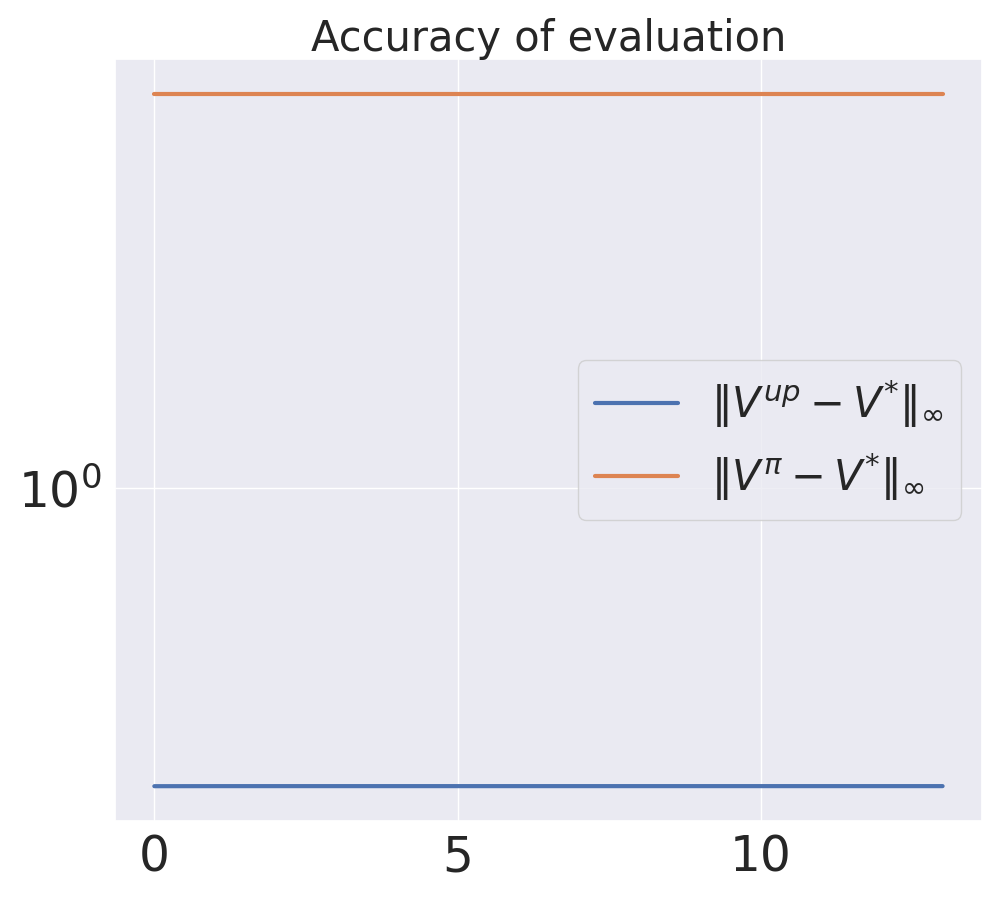 Accuracy of evaluation
‖V^{up} − V^*‖_∞
‖V^π − V^*‖_∞
10^0
0 5 10